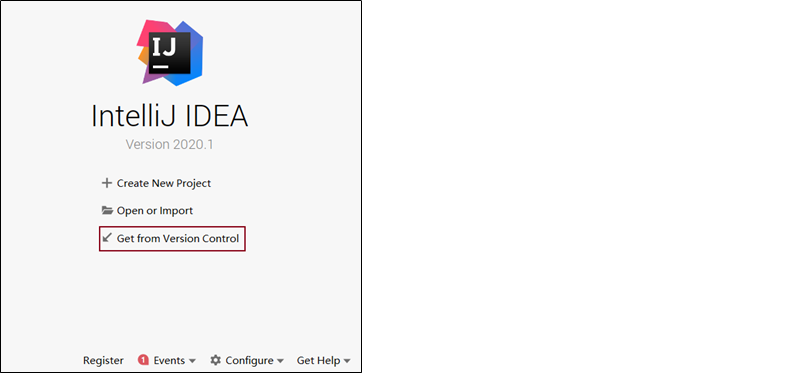 IJ
IntelliJ IDEA
Version 2020.1
Create New Project
Open or Import
Get from Version Control
Register 1 Events Configure Get Help